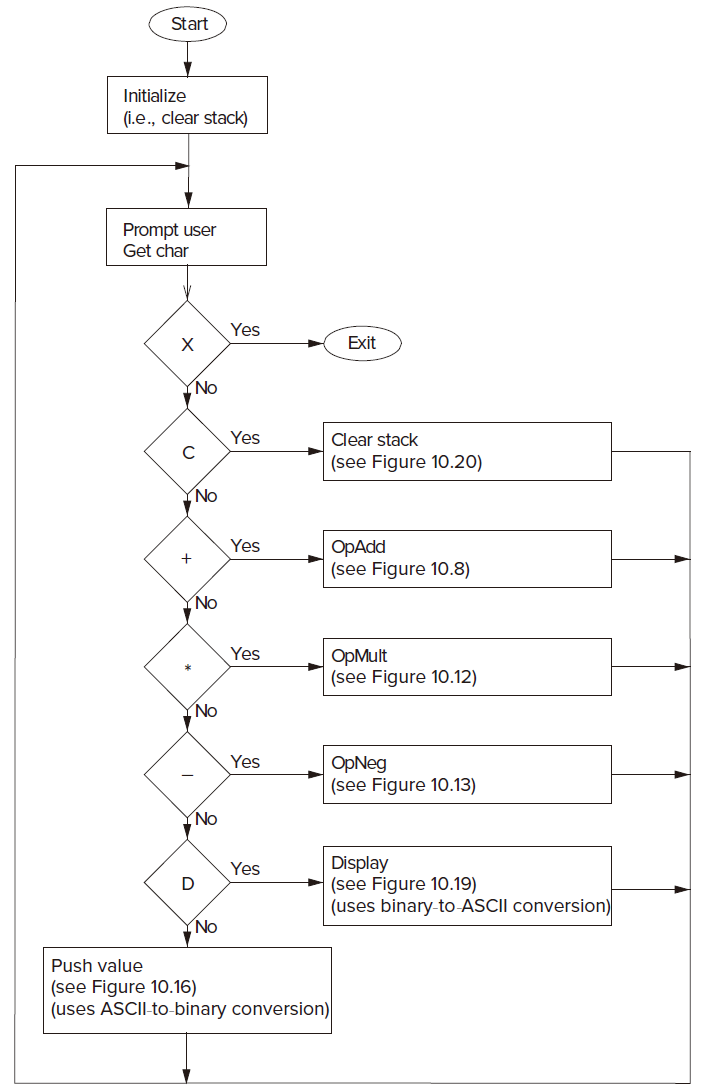 Start
Initialize
(i.e., clear stack)
Prompt user
Get char
X
Yes
Exit
No
C
Yes
Clear stack
(see Figure 10.20)
No
+
Yes
OpAdd
(see Figure 10.8)
No
*
Yes
OpMult
(see Figure 10.12)
No
−
Yes
OpNeg
(see Figure 10.13)
No
D
Yes
Display
(see Figure 10.19)
(uses binary-to-ASCII conversion)
No
Push value
(see Figure 10.16)
(uses ASCII-to-binary conversion)